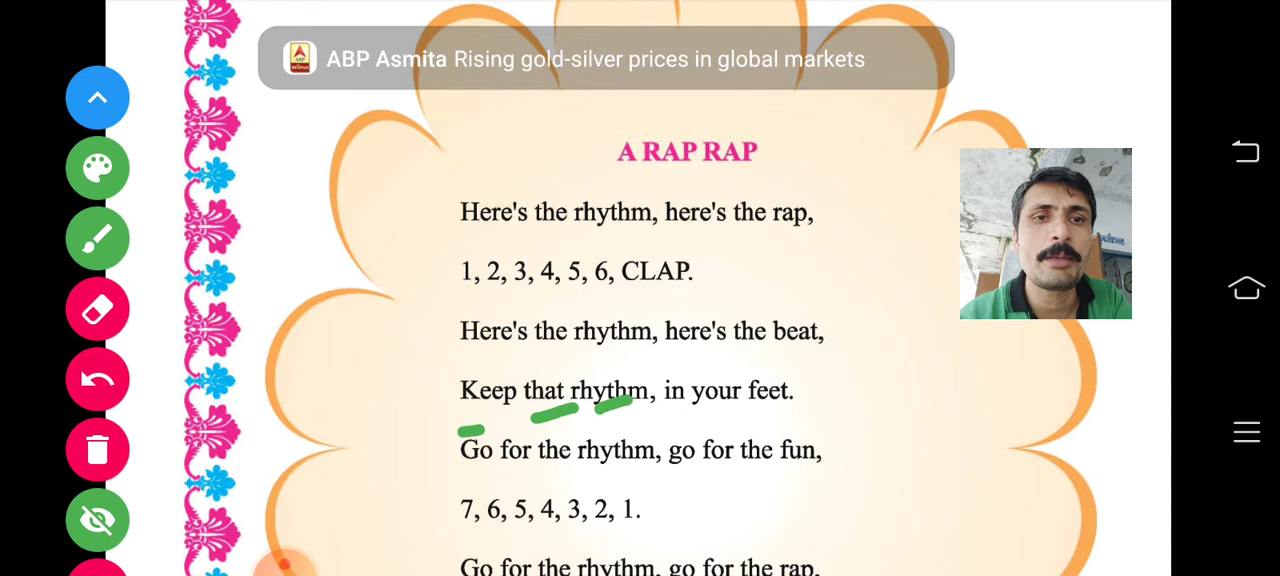 ABP Asmita Rising gold-silver prices in global markets
A RAP RAP
Here's the rhythm, here's the rap,
1, 2, 3, 4, 5, 6, CLAP.
Here's the rhythm, here's the beat,
Keep that rhythm, in your feet.
Go for the rhythm, go for the fun,
7, 6, 5, 4, 3, 2, 1.
Go for the rhythm, go for the rap,